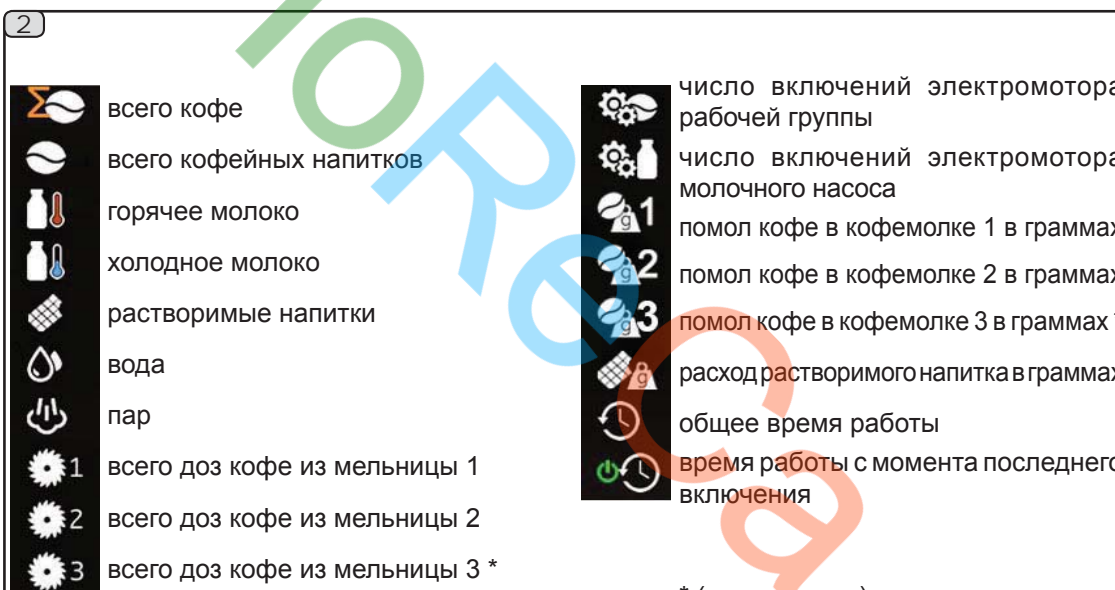 2
всего кофе
всего кофейных напитков
горячее молоко
холодное молоко
растворимые напитки
вода
пар
1 всего доз кофе из мельницы 1
2 всего доз кофе из мельницы 2
3 всего доз кофе из мельницы 3 *
число включений электромотора
рабочей группы
число включений электромотора
молочного насоса
g 1 помол кофе в кофемолке 1 в граммах
g 2 помол кофе в кофемолке 2 в граммах
g 3 помол кофе в кофемолке 3 в граммах *
g расход растворимого напитка в граммах
общее время работы
время работы с момента последнего
включения
oReCa